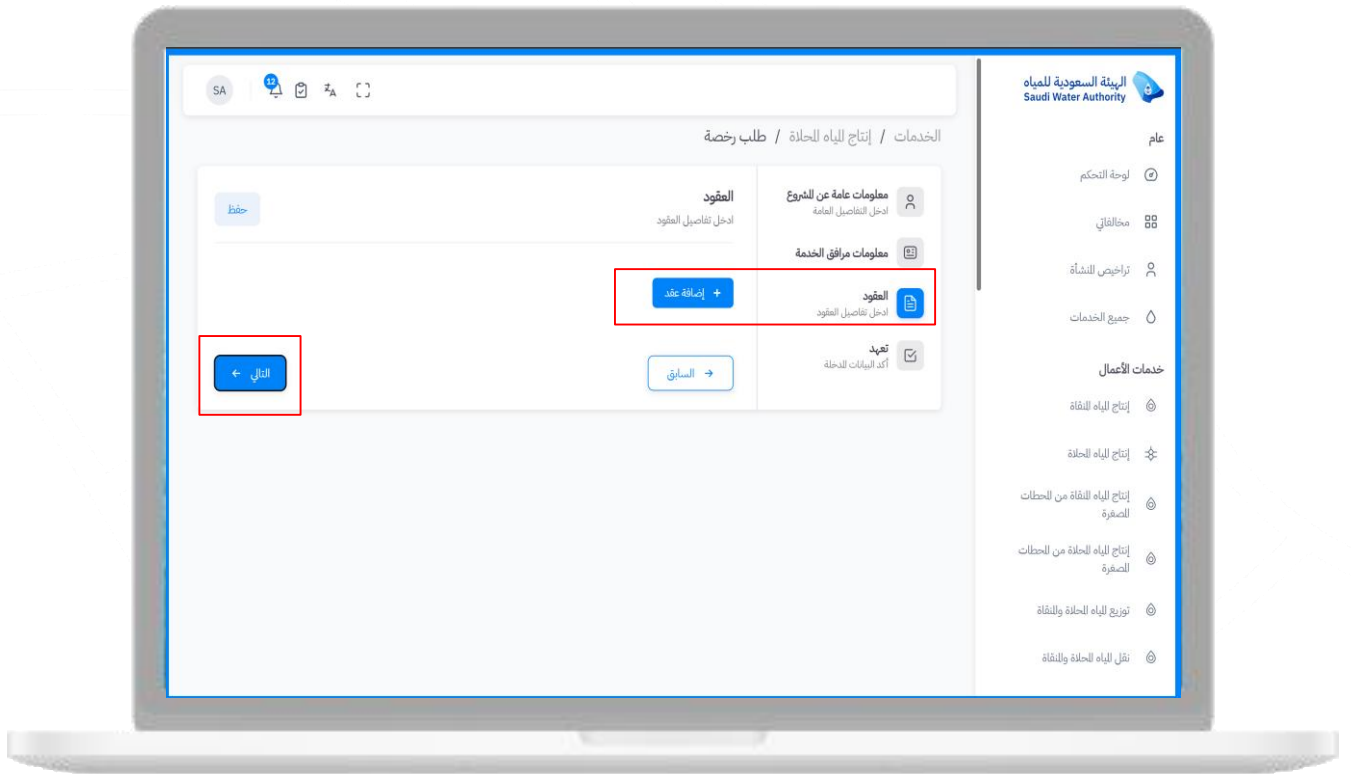 الهيئة السعودية للمياه
Saudi Water Authority
عام
لوحة التحكم
مخالفاتي
تراخيص المنشأة
جميع الخدمات
خدمات الأعمال
إنتاج المياه المنقاة
إنتاج المياه المحلاة
إنتاج المياه المنقاة من المحطات
المصغرة
إنتاج المياه المحلاة من المحطات
المصغرة
توزيع المياه المحلاة والمنقاة
نقل المياه المحلاة والمنقاة
12
SA
الخدمات / إنتاج المياه المحلاة / طلب رخصة
معلومات عامة عن المشروع
ادخل التفاصيل العامة
معلومات مرافق الخدمة
العقود
ادخل تفاصيل العقود
تعهد
أكد البيانات المدخلة
العقود
ادخل تفاصيل العقود
حفظ
+ إضافة عقد
→ السابق
التالي ←